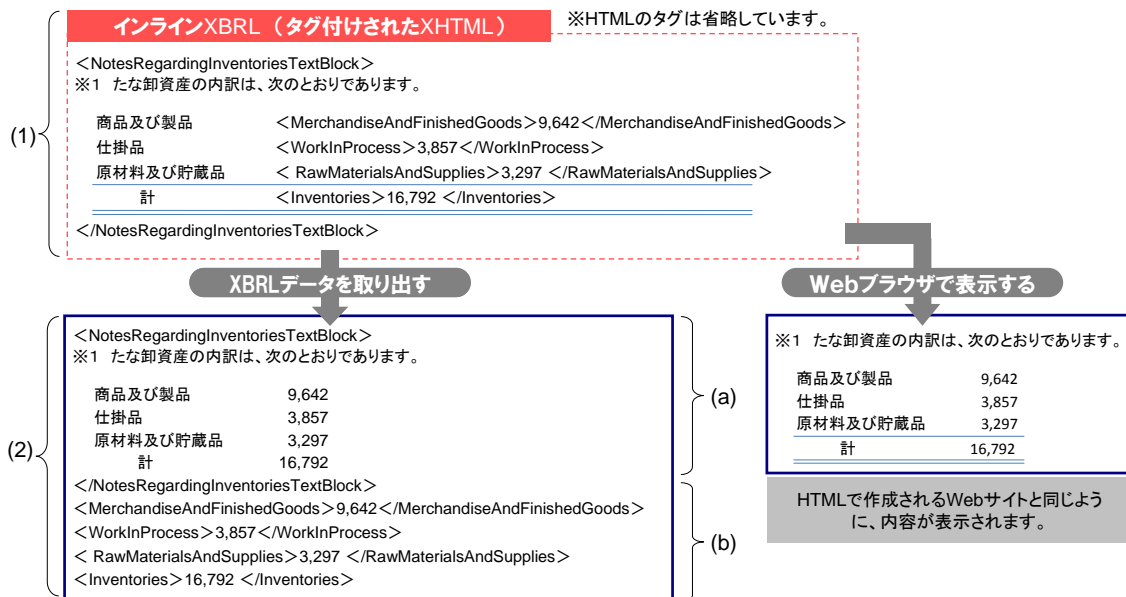 インラインXBRL（タグ付けされたXHTML）
※HTMLのタグは省略しています。
(1)
＜NotesRegardingInventoriesTextBlock＞
※1　たな卸資産の内訳は、次のとおりであります。
商品及び製品　＜MerchandiseAndFinishedGoods＞9,642＜/MerchandiseAndFinishedGoods＞
仕掛品　＜WorkInProcess＞3,857＜/WorkInProcess＞
原材料及び貯蔵品　＜ RawMaterialsAndSupplies＞3,297 ＜/RawMaterialsAndSupplies＞
計　＜Inventories＞16,792 ＜/Inventories＞
＜/NotesRegardingInventoriesTextBlock＞
XBRLデータを取り出す
Webブラウザで表示する
(2)
＜NotesRegardingInventoriesTextBlock＞
※1　たな卸資産の内訳は、次のとおりであります。
商品及び製品　9,642
仕掛品　3,857
原材料及び貯蔵品　3,297
計　16,792
＜/NotesRegardingInventoriesTextBlock＞
(a)
＜MerchandiseAndFinishedGoods＞9,642＜/MerchandiseAndFinishedGoods＞
＜WorkInProcess＞3,857＜/WorkInProcess＞
＜ RawMaterialsAndSupplies＞3,297 ＜/RawMaterialsAndSupplies＞
＜Inventories＞16,792 ＜/Inventories＞
(b)
※1　たな卸資産の内訳は、次のとおりであります。
商品及び製品　9,642
仕掛品　3,857
原材料及び貯蔵品　3,297
計　16,792
HTMLで作成されるWebサイトと同じよう
に、内容が表示されます。